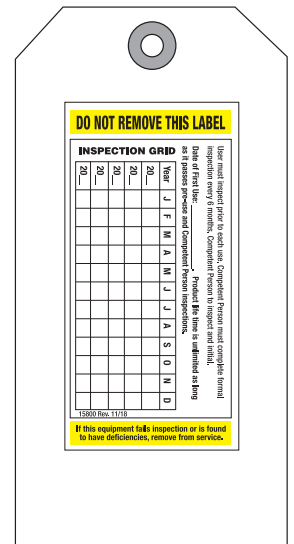 DO NOT REMOVE THIS LABEL
User must inspect prior to each use, Competent Person must complete formal
inspection every 6 months. Competent Person to inspect and initial.
Date of First Use: ____________. Product life time is unlimited as long
as it passes pre-use and Competent Person inspections.
INSPECTION GRID
Year J F M A M J J A S O N D
20__
20__
20__
20__
20__
15800 Rev. 11/18
If this equipment fails inspection or is found
to have deficiencies, remove from service.